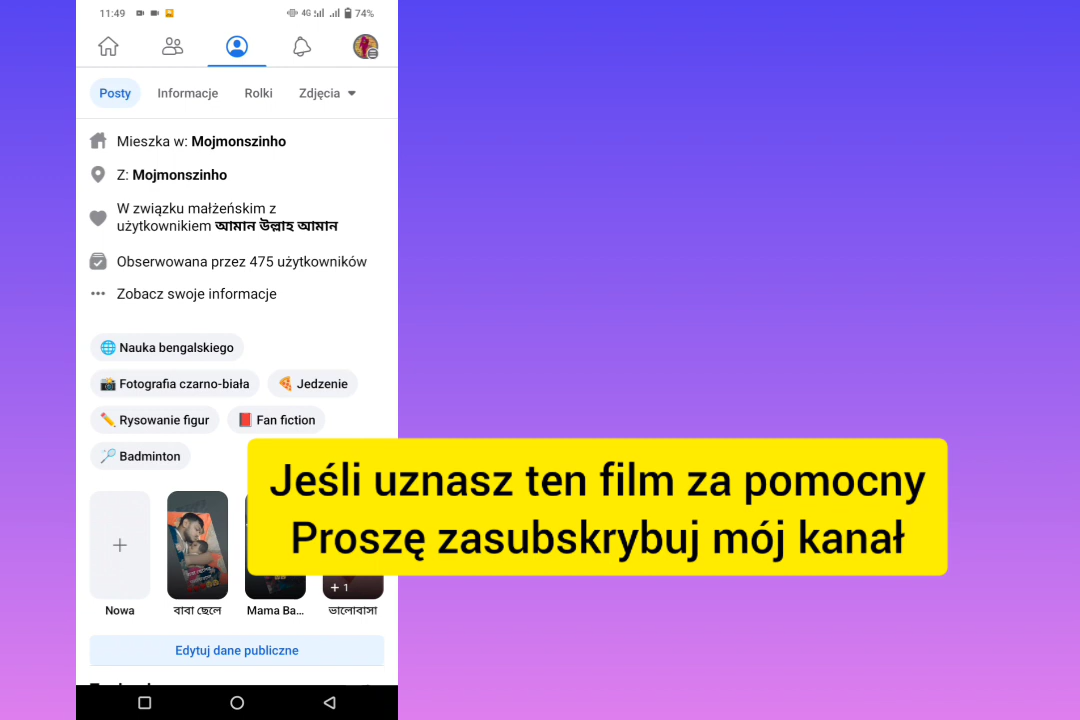 11:49 4G 74%
Posty Informacje Rolki Zdjęcia
Mieszka w: Mojmonszinho
Z: Mojmonszinho
W związku małżeńskim z
użytkownikiem আমান উল্লাহ আমান
Obserwowana przez 475 użytkowników
Zobacz swoje informacje
Nauka bengalskiego
Fotografia czarno-biała Jedzenie
Rysowanie figur Fan fiction
Badminton
Jeśli uznasz ten film za pomocny
Proszę zasubskrybuj mój kanał
+ 1
Nowa বাবা ছেলে Mama Ba... ভালোবাসা
Edytuj dane publiczne